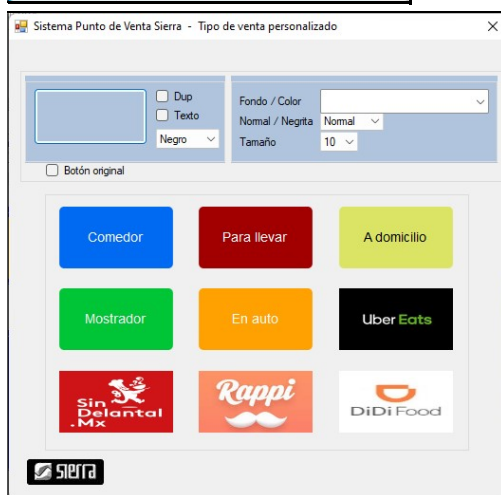 Sistema Punto de Venta Sierra - Tipo de venta personalizado
Dup
Texto
Negro
Fondo / Color
Normal / Negrita Normal
Tamaño 10
Botón original
Comedor Para llevar A domicilio
Mostrador En auto Uber Eats
Sin
Delantal
.Mx
Rappi
DiDi Food
sierra